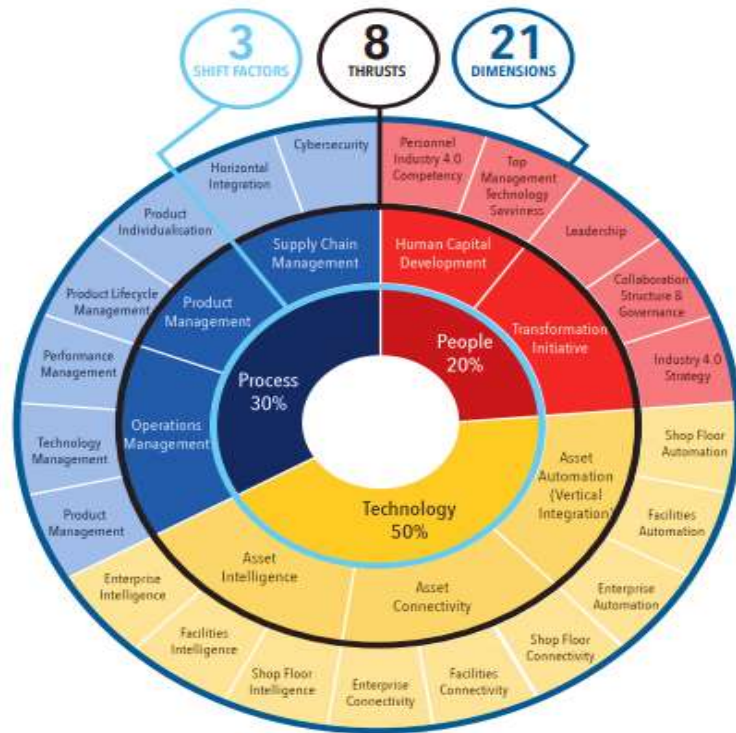 3
SHIFT FACTORS
8
THRUSTS
21
DIMENSIONS
Cybersecurity
Horizontal
Integration
Product
Individualisation
Product Lifecycle
Management
Performance
Management
Technology
Management
Product
Management
Personnel
Industry 4.0
Competency
Top
Management
Technology
Savviness
Leadership
Collaboration
Structure &
Governance
Industry 4.0
Strategy
Shop Floor
Automation
Facilities
Automation
Enterprise
Automation
Shop Floor
Connectivity
Facilities
Connectivity
Enterprise
Connectivity
Shop Floor
Intelligence
Facilities
Intelligence
Enterprise
Intelligence
Supply Chain
Management
Product
Management
Operations
Management
Human Capital
Development
Transformation
Initiative
Asset
Automation
(Vertical
Integration)
Asset
Connectivity
Asset
Intelligence
Process
30%
People
20%
Technology
50%